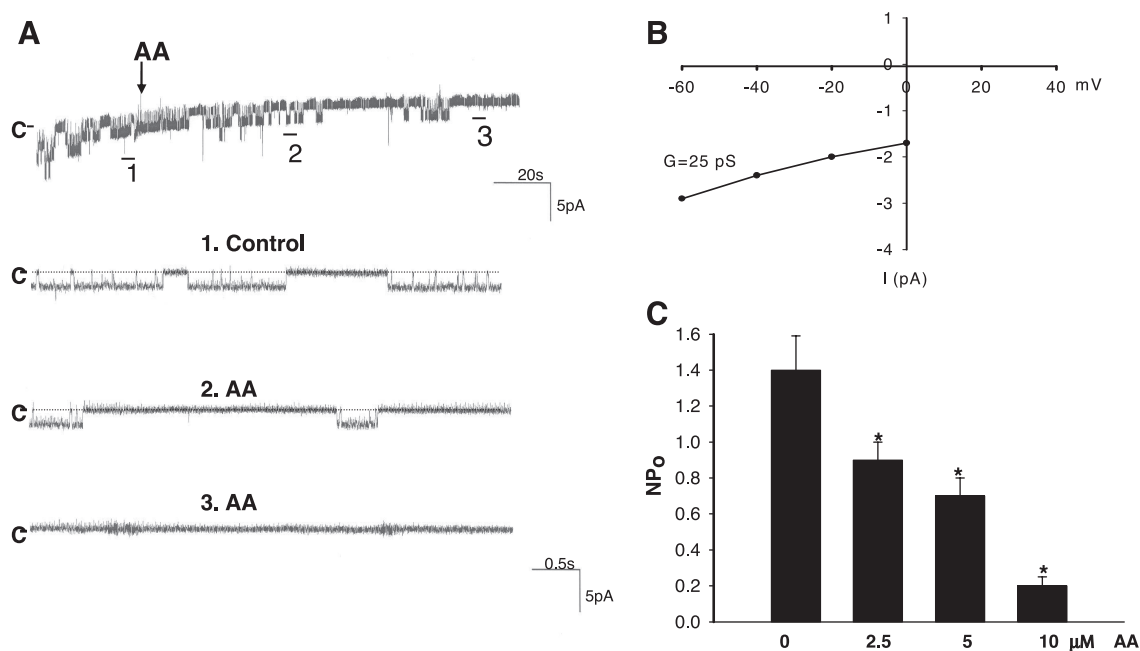 A
AA
C-
1
2
3
20s
5pA
1. Control
C
2. AA
C
3. AA
C
0.5s
5pA
B
1
0
-60 -40 -20 0 20 40 mV
-1
-2
-3
-4
G=25 pS
I (pA)
C
1.6
1.4
1.2
1.0
0.8
0.6
0.4
0.2
0.0
NPo
*
*
*
0 2.5 5 10 μM AA